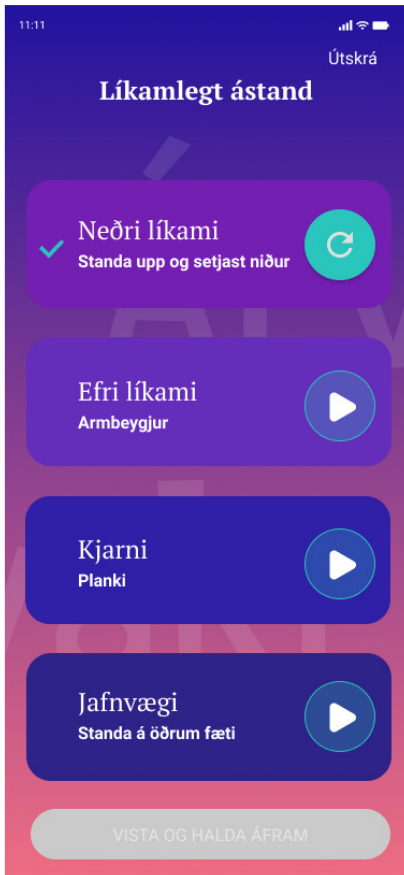 11:11
Útskrá
Líkamlegt ástand
Neðri líkami
Standa upp og setjast niður
Efri líkami
Armbeygjur
Kjarni
Planki
Jafnvægi
Standa á öðrum fæti
VISTA OG HALDA ÁFRAM